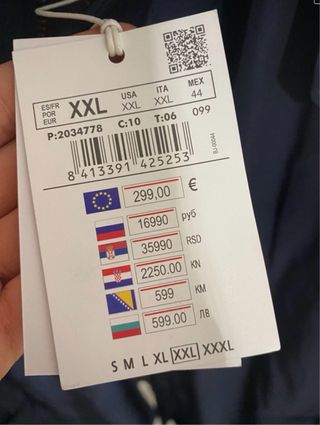 ES/FR
POR
EUR
XXL
USA
XXL
ITA
XXL
MEX
44
P:2034778 C:10 T:06 099
8 413391 425253
299,00 €
16990 руб
35990 RSD
2250.00 KN
599 KM
599.00 ЛВ
S M L XL XXL XXXL